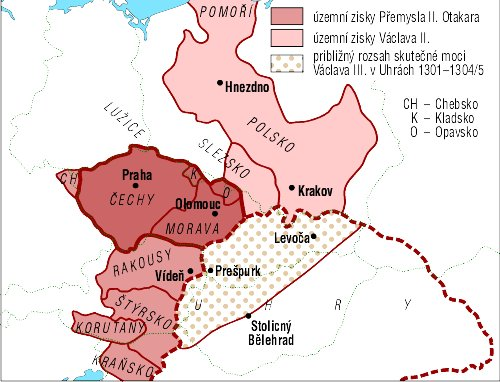 POMOŘÍ
územní zisky Přemysla II. Otakara
územní zisky Václava II.
přibližný rozsah skutečné moci
Václava III. v Uhrách 1301–1304/5
CH – Chebsko
K – Kladsko
O – Opavsko
Hnezdno
POLSKO
LUŽICE
SLEZSKO
CH
Praha
ČECHY
K
O
Olomouc
MORAVA
Krakov
Levoča
RAKOUSY
Vídeň
Prešpurk
UHRY
ŠTÝRSKO
KORUTANY
KRAŇSKO
Stolicný
Bělehrad